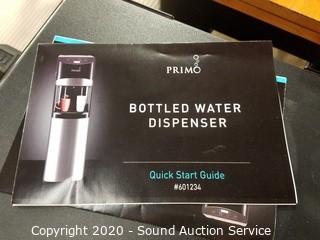 PRIMO
BOTTLED WATER
DISPENSER
Quick Start Guide
#601234
Copyright 2020 - Sound Auction Service